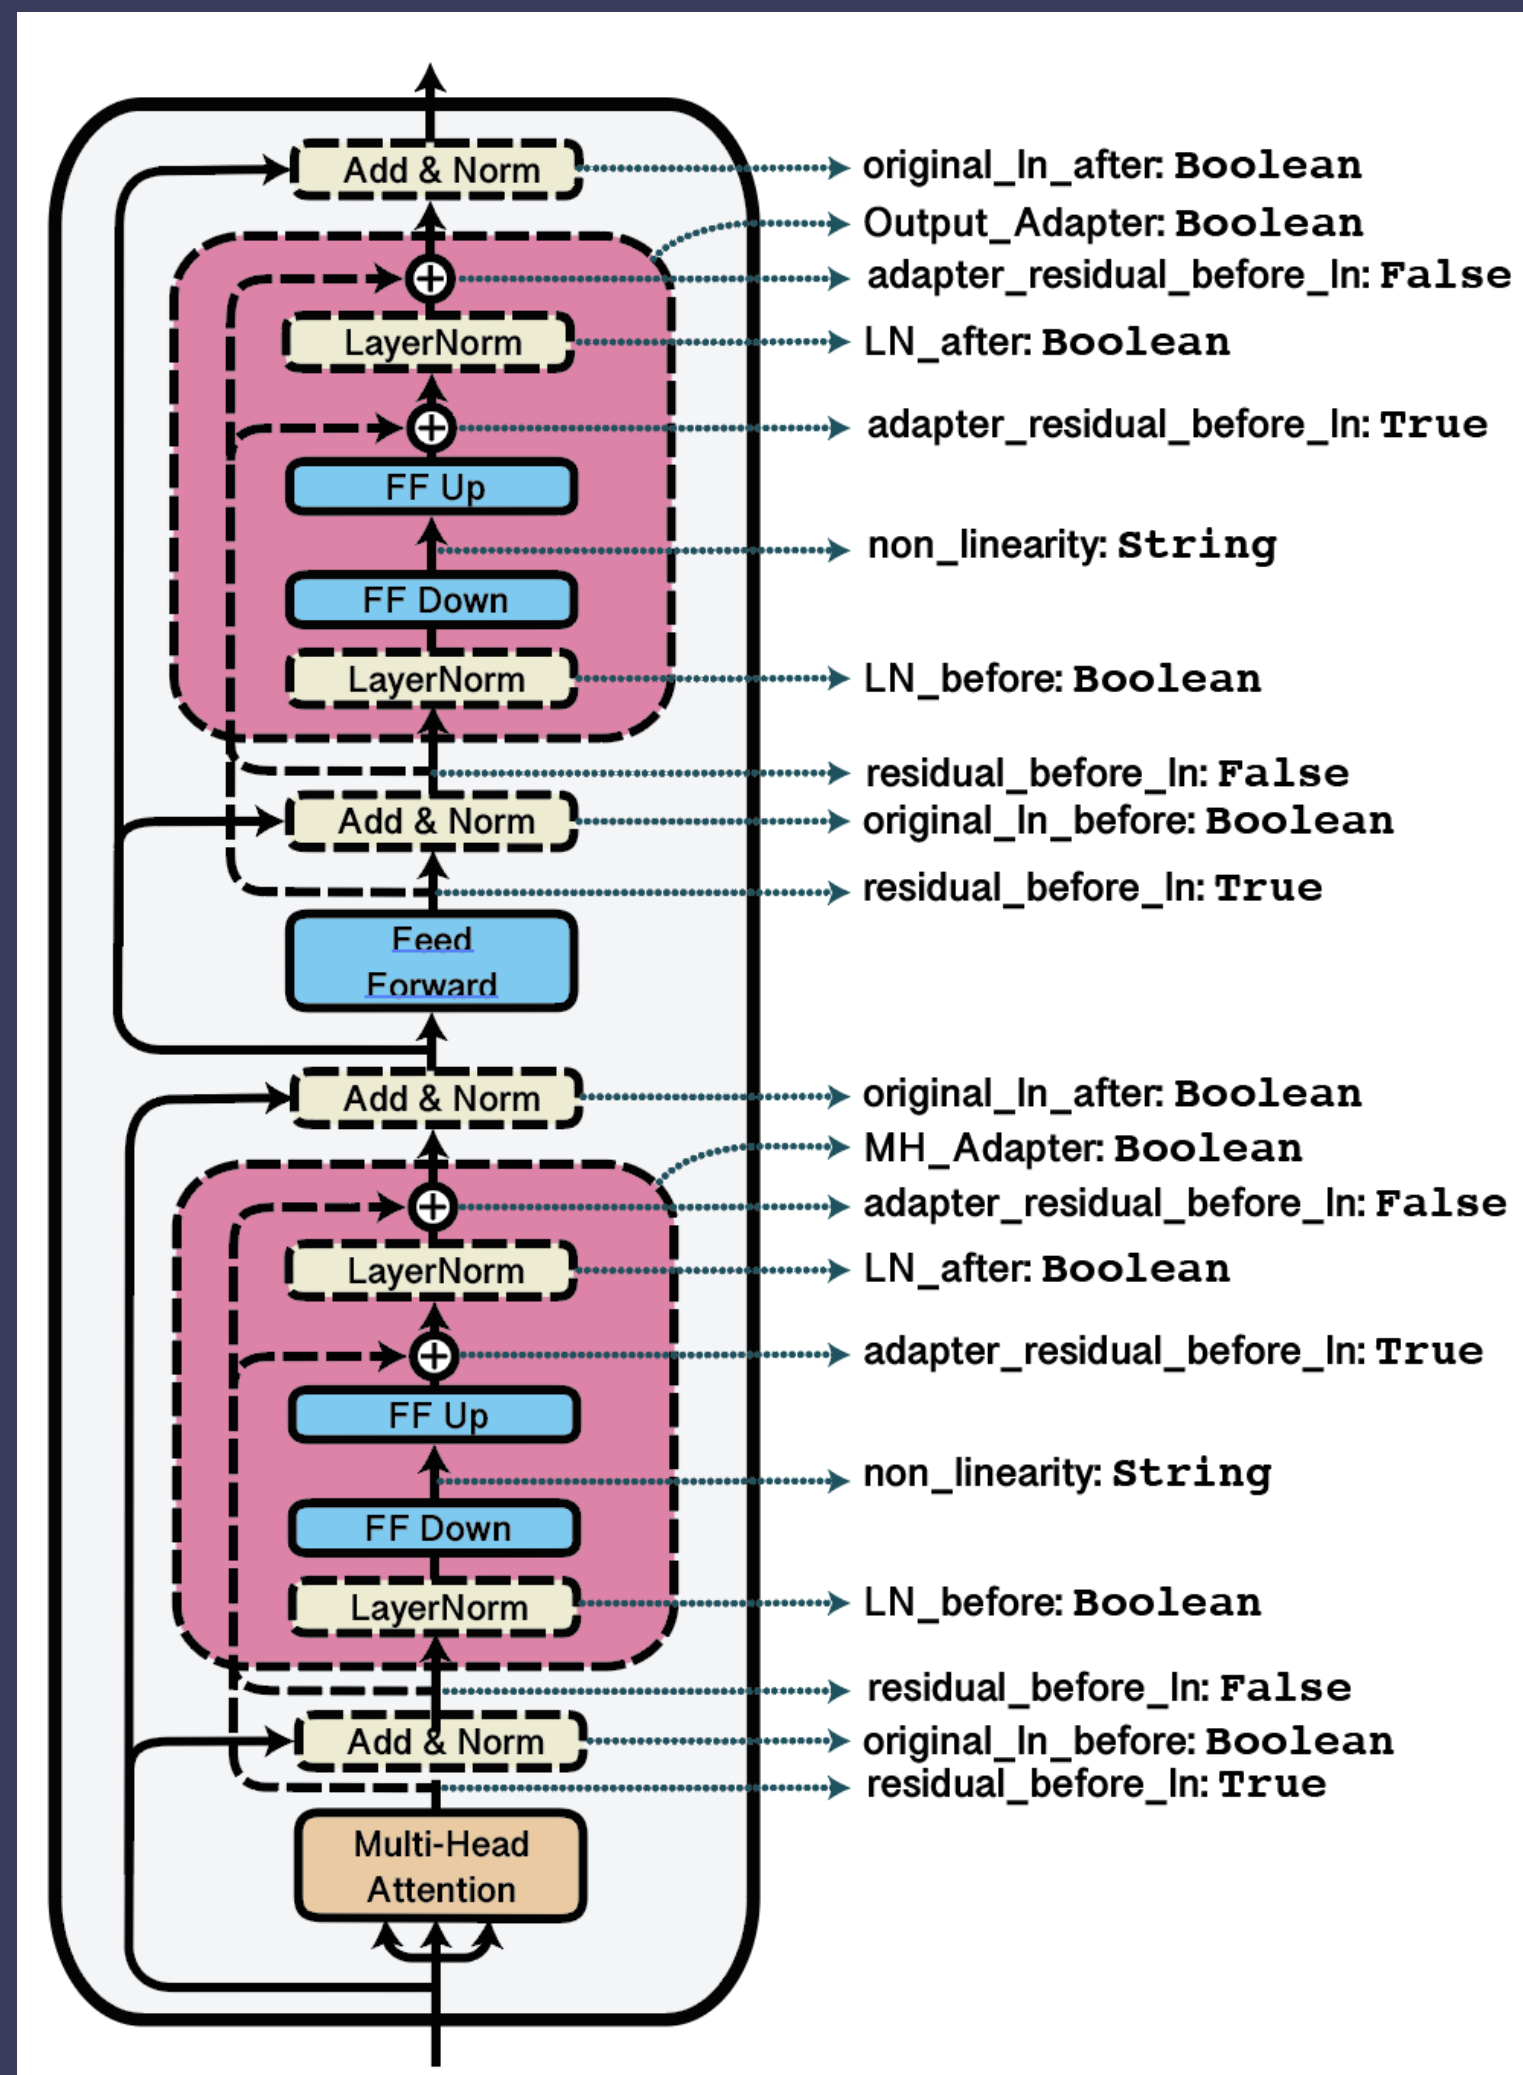 Add & Norm
original_ln_after: Boolean
Output_Adapter: Boolean
adapter_residual_before_ln: False
LayerNorm
LN_after: Boolean
adapter_residual_before_ln: True
FF Up
non_linearity: String
FF Down
LayerNorm
LN_before: Boolean
residual_before_ln: False
Add & Norm
original_ln_before: Boolean
residual_before_ln: True
Feed
Forward
Add & Norm
original_ln_after: Boolean
MH_Adapter: Boolean
adapter_residual_before_ln: False
LayerNorm
LN_after: Boolean
adapter_residual_before_ln: True
FF Up
non_linearity: String
FF Down
LayerNorm
LN_before: Boolean
residual_before_ln: False
Add & Norm
original_ln_before: Boolean
residual_before_ln: True
Multi-Head
Attention